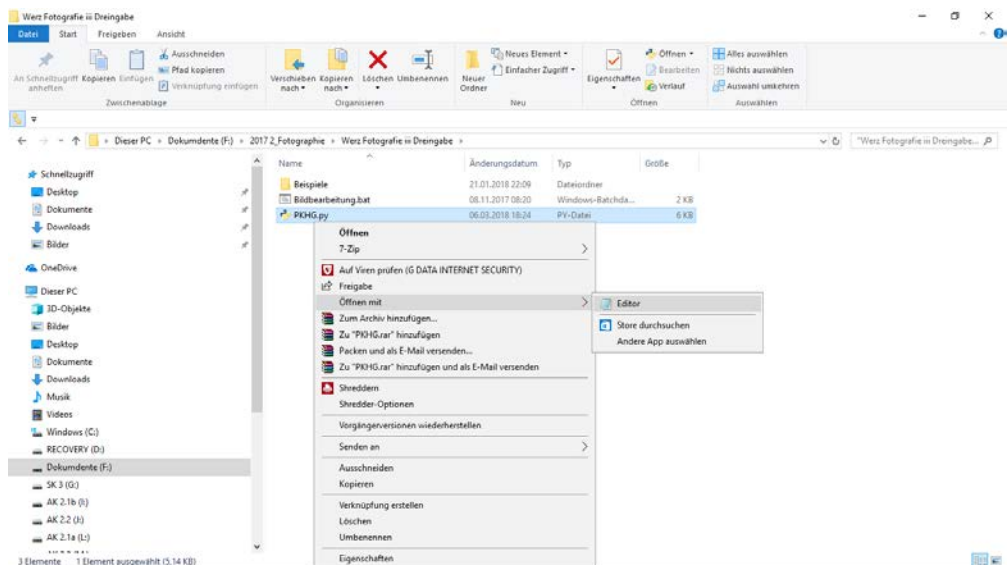 Werz Fotografie iii Dreingabe
Datei Start Freigeben Ansicht
An Schnellzugriff anheften
Kopieren
Einfügen
Ausschneiden
Pfad kopieren
Verknüpfung einfügen
Zwischenablage
Verschieben nach
Kopieren nach
Löschen
Umbenennen
Organisieren
Neuer Ordner
Neues Element
Einfacher Zugriff
Neu
Eigenschaften
Öffnen
Bearbeiten
Verlauf
Öffnen
Alles auswählen
Nichts auswählen
Auswahl umkehren
Auswählen
Dieser PC Dokumdente (F:) 2017 2_Fotographie Werz Fotografie iii Dreingabe
"Werz Fotografie iii Dreingabe...
Schnellzugriff
Desktop
Dokumente
Downloads
Bilder
OneDrive
Dieser PC
3D-Objekte
Bilder
Desktop
Dokumente
Downloads
Musik
Videos
Windows (C:)
RECOVERY (D:)
Dokumdente (F:)
SK 3 (G:)
AK 2.1b (I:)
AK 2.2 (J:)
AK 2.1a (L:)
Name Änderungsdatum Typ Größe
Beispiele 21.01.2018 22:09 Dateiordner
Bildbearbeitung.bat 08.11.2017 08:20 Windows-Batchda... 2 KB
PKHG.py 06.03.2018 18:24 PY-Datei 6 KB
Öffnen
7-Zip
Auf Viren prüfen (G DATA INTERNET SECURITY)
Freigabe
Öffnen mit
Zum Archiv hinzufügen...
Zu "PKHG.rar" hinzufügen
Packen und als E-Mail versenden...
Zu "PKHG.rar" hinzufügen und als E-Mail versenden
Shreddern
Shredder-Optionen
Vorgängerversionen wiederherstellen
Senden an
Ausschneiden
Kopieren
Verknüpfung erstellen
Löschen
Umbenennen
Eigenschaften
Editor
Store durchsuchen
Andere App auswählen
3 Elemente 1 Element ausgewählt (5,14 KB)